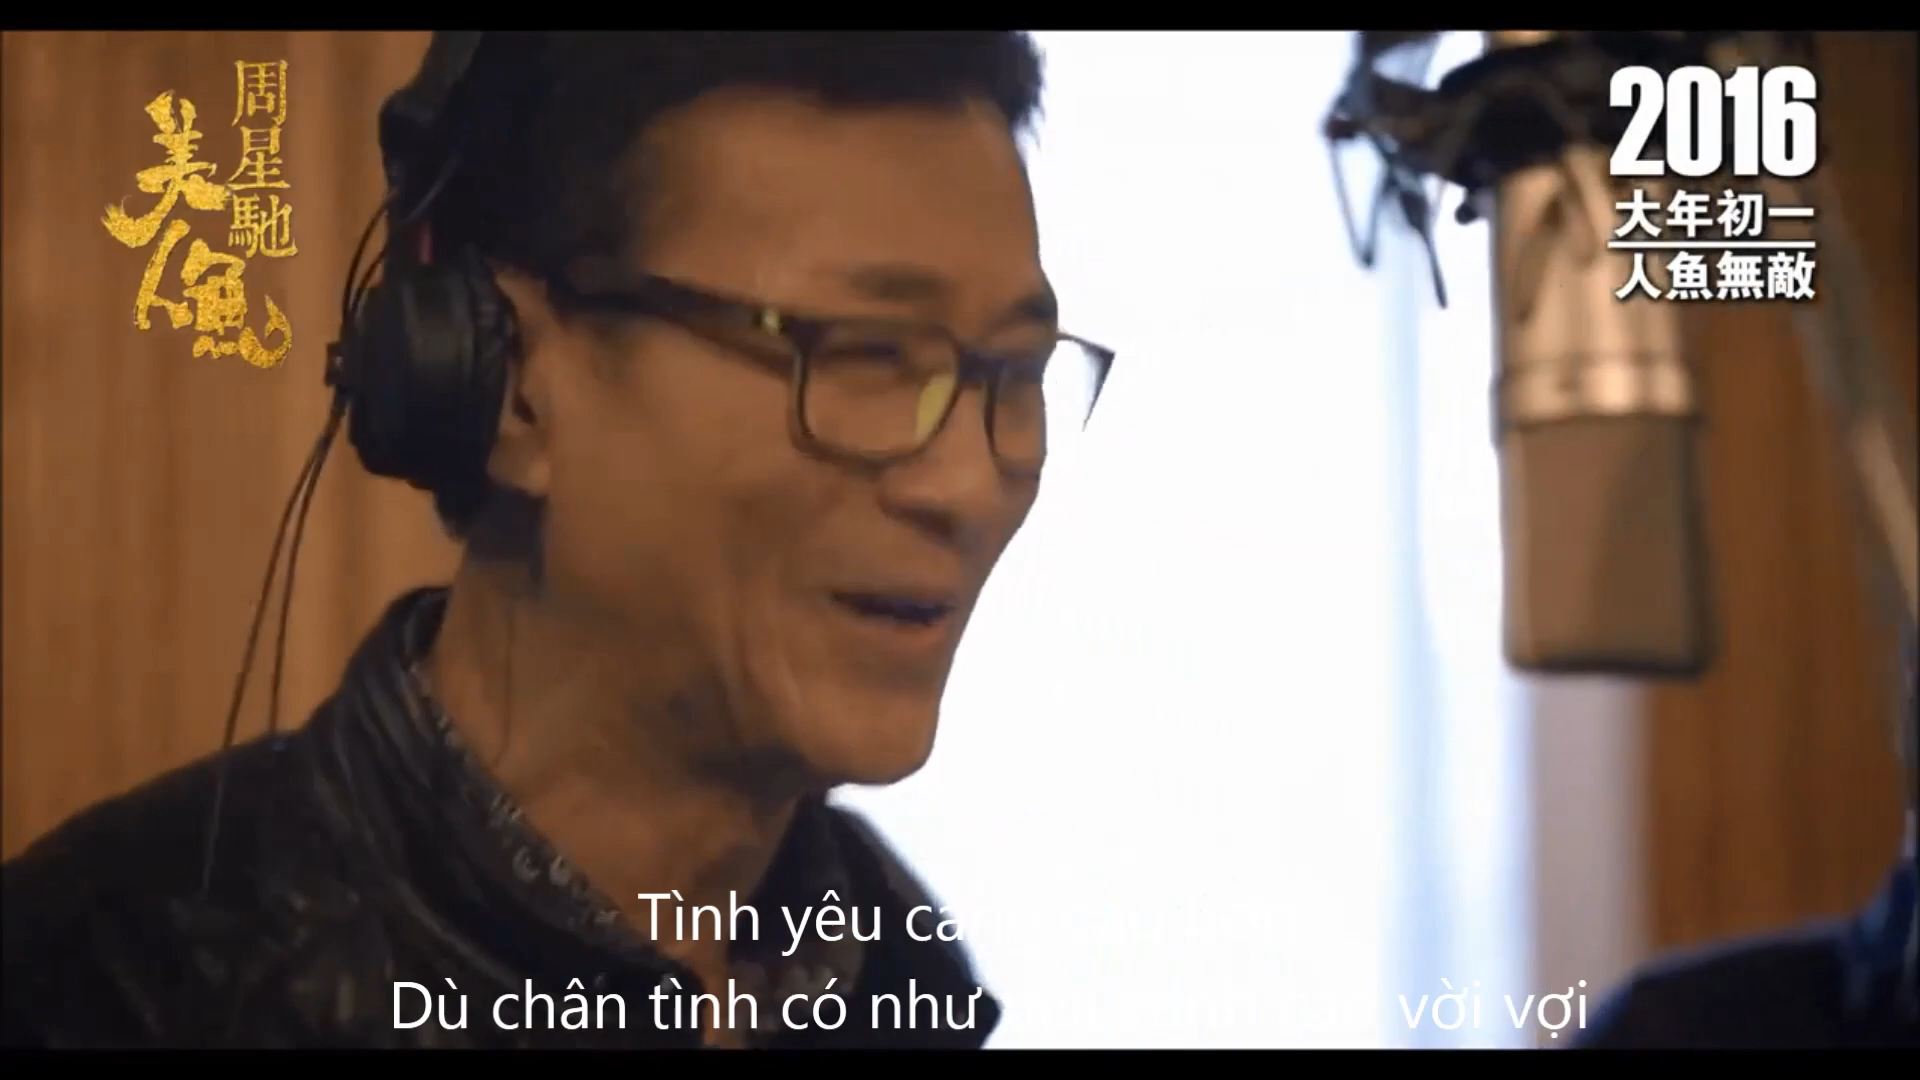 周星馳
美人魚
2016
大年初一
人魚無敵
Tình yêu
Dù chân tình có như vời vợi